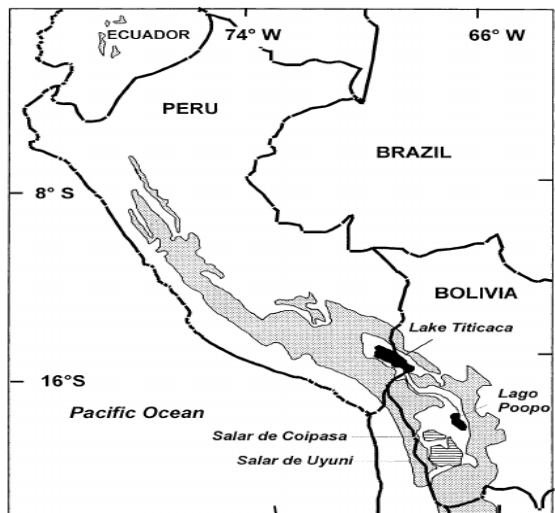 ECUADOR
74° W
66° W
PERU
BRAZIL
8° S
BOLIVIA
Lake Titicaca
16°S
Lago
Poopo
Pacific Ocean
Salar de Coipasa
Salar de Uyuni